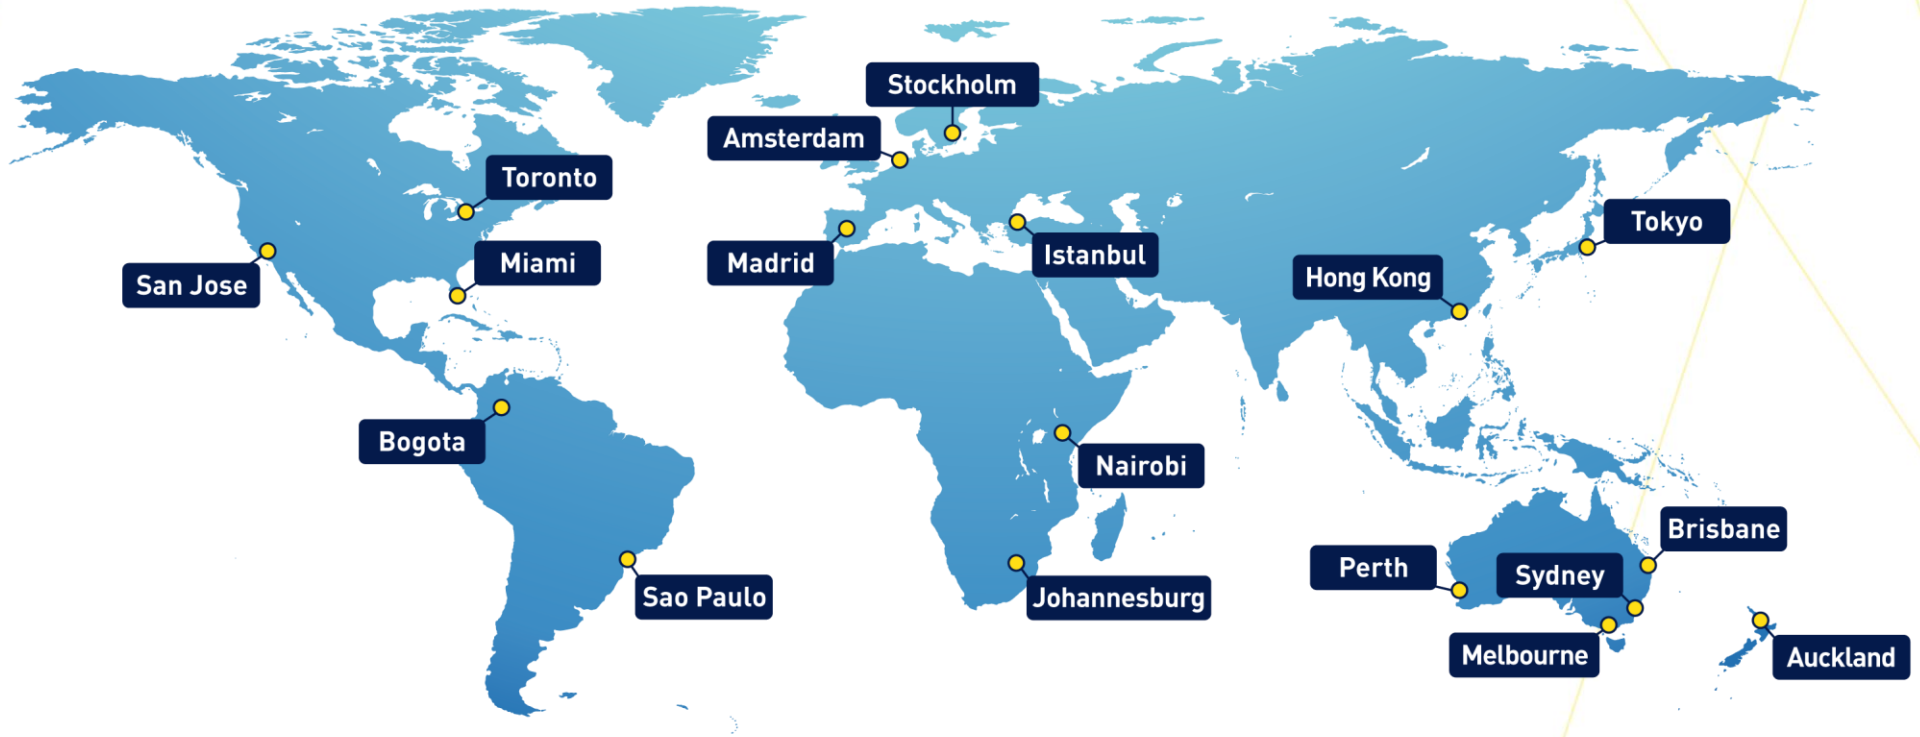 Stockholm
Amsterdam
Toronto
Tokyo
Miami
Madrid
Istanbul
San Jose
Hong Kong
Bogota
Nairobi
Brisbane
Perth
Sydney
Sao Paulo
Johannesburg
Melbourne
Auckland